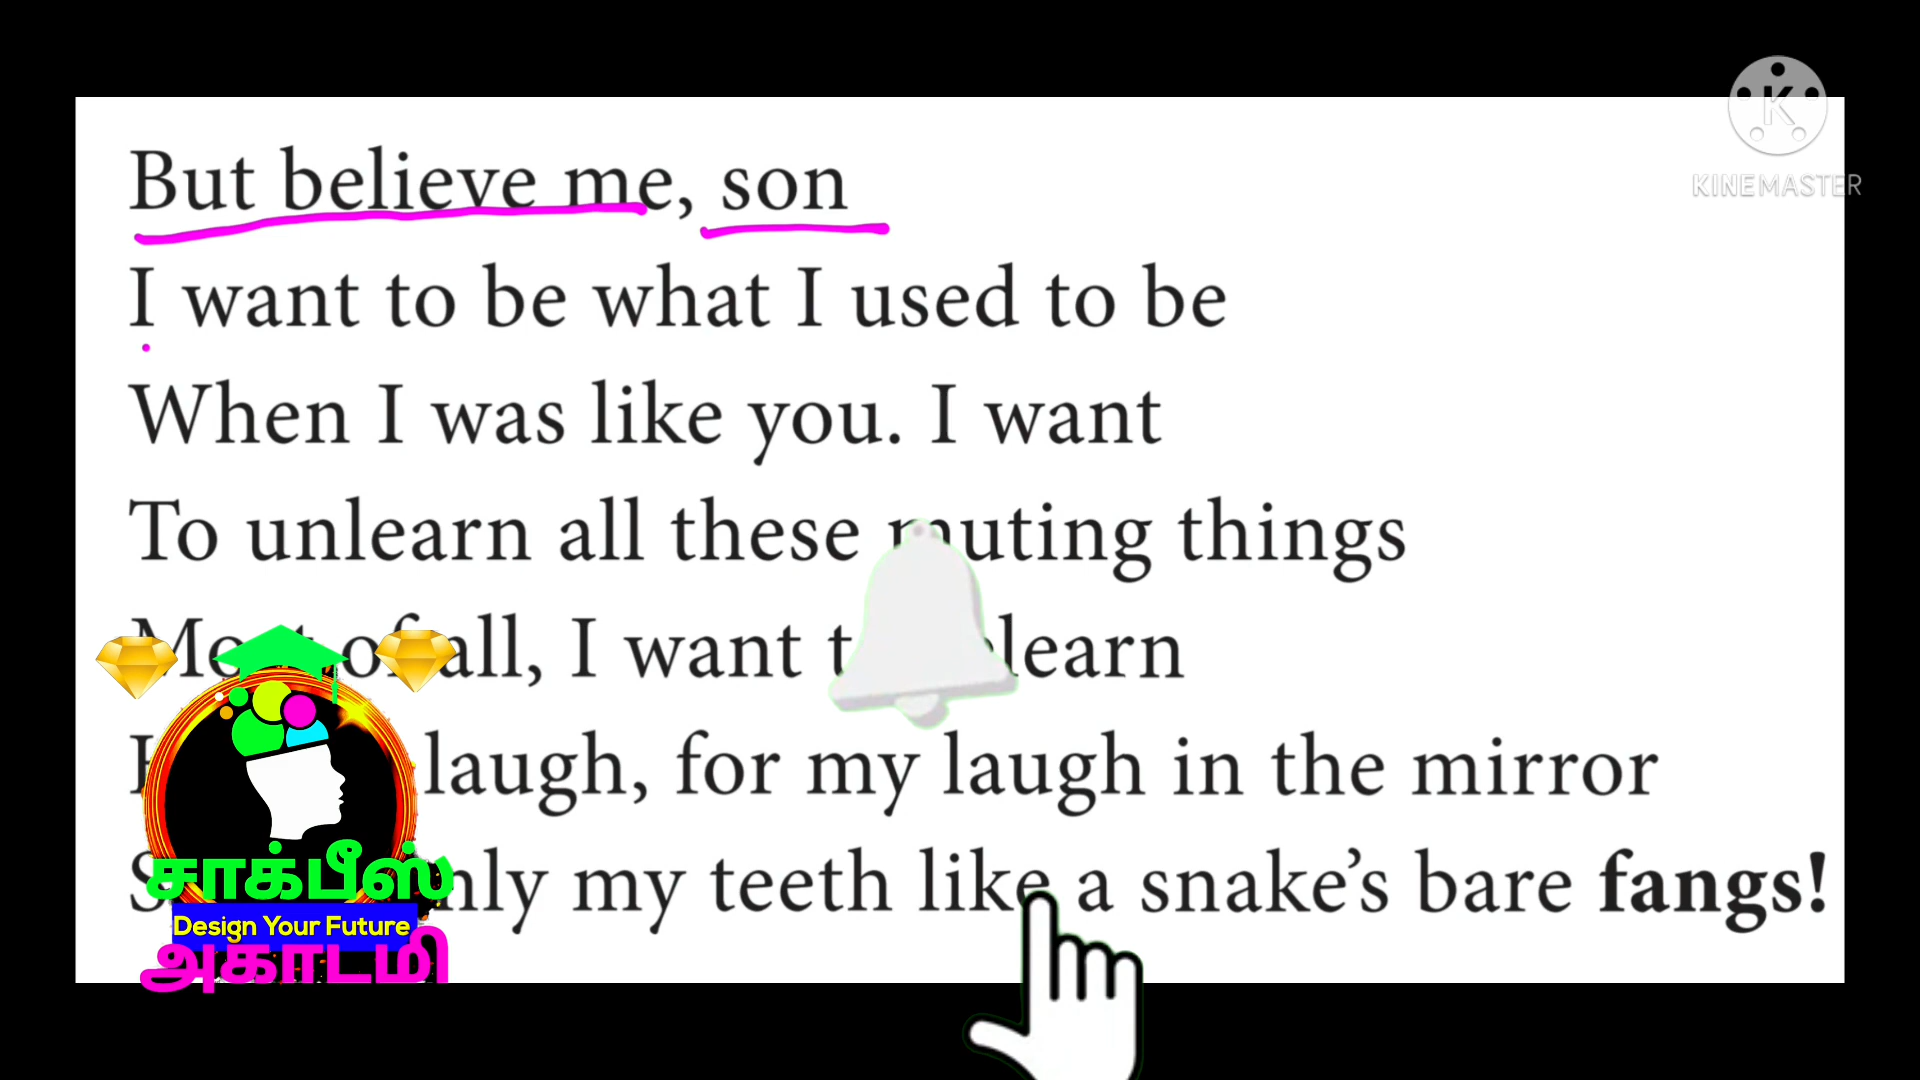 But believe me, son
I want to be what I used to be
When I was like you. I want
To unlearn all these muting things
of all, I want learn
laugh, for my laugh in the mirror
my teeth like a snake's bare fangs!
KINEMASTER
சாக்பீஸ்
Design Your Future
அகாடமி